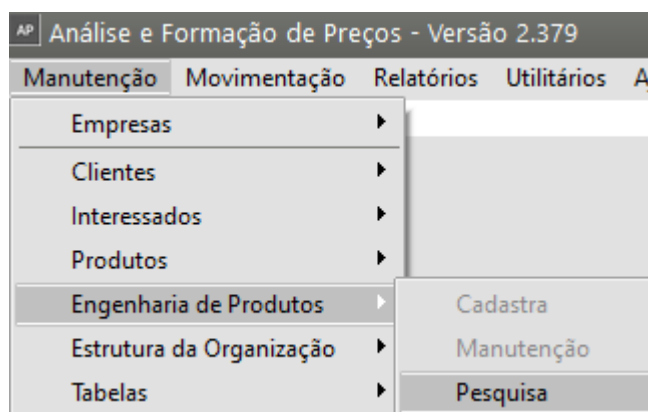 AP Análise e Formação de Preços - Versão 2.379
Manutenção Movimentação Relatórios Utilitários
Empresas
Clientes
Interessados
Produtos
Engenharia de Produtos
Cadastra
Estrutura da Organização
Manutenção
Tabelas
Pesquisa